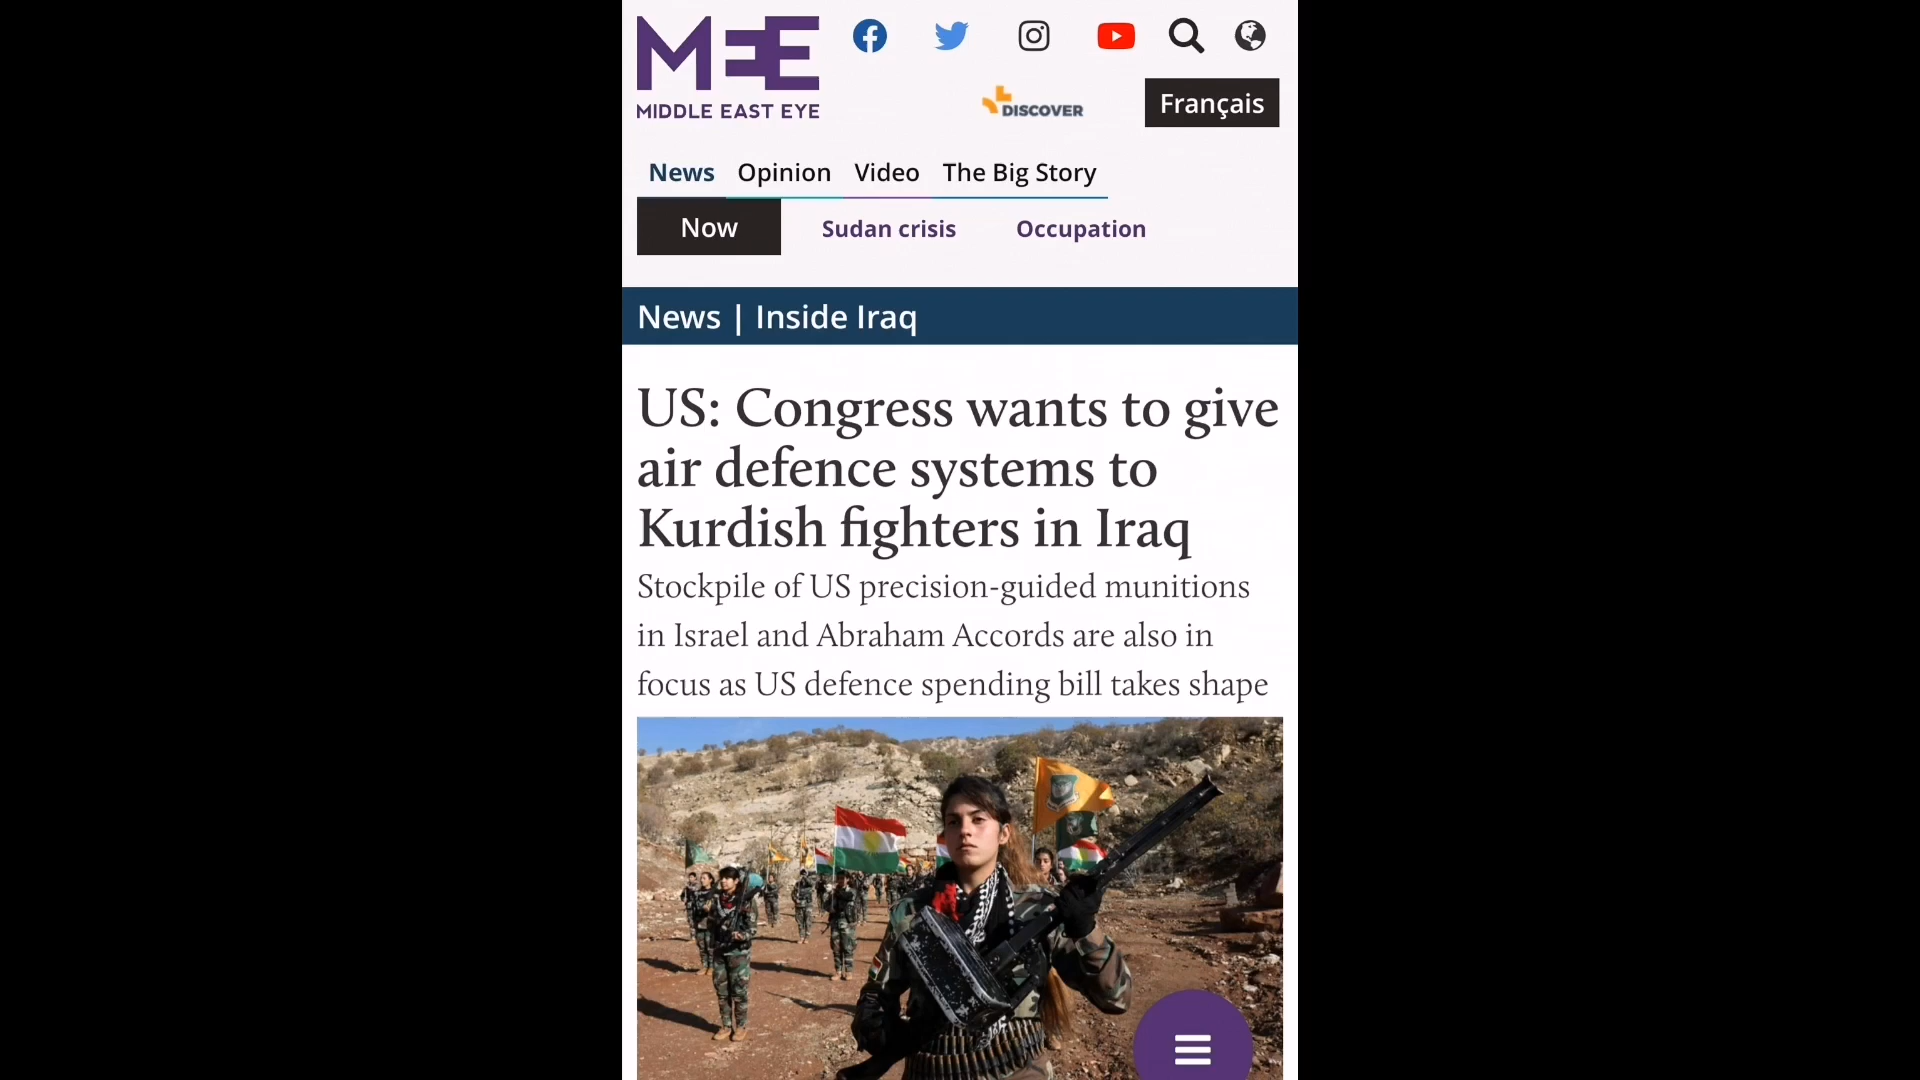 MEE
MIDDLE EAST EYE
DISCOVER
Français
News Opinion Video The Big Story
Now Sudan crisis Occupation
News | Inside Iraq
US: Congress wants to give
air defence systems to
Kurdish fighters in Iraq
Stockpile of US precision-guided munitions
in Israel and Abraham Accords are also in
focus as US defence spending bill takes shape